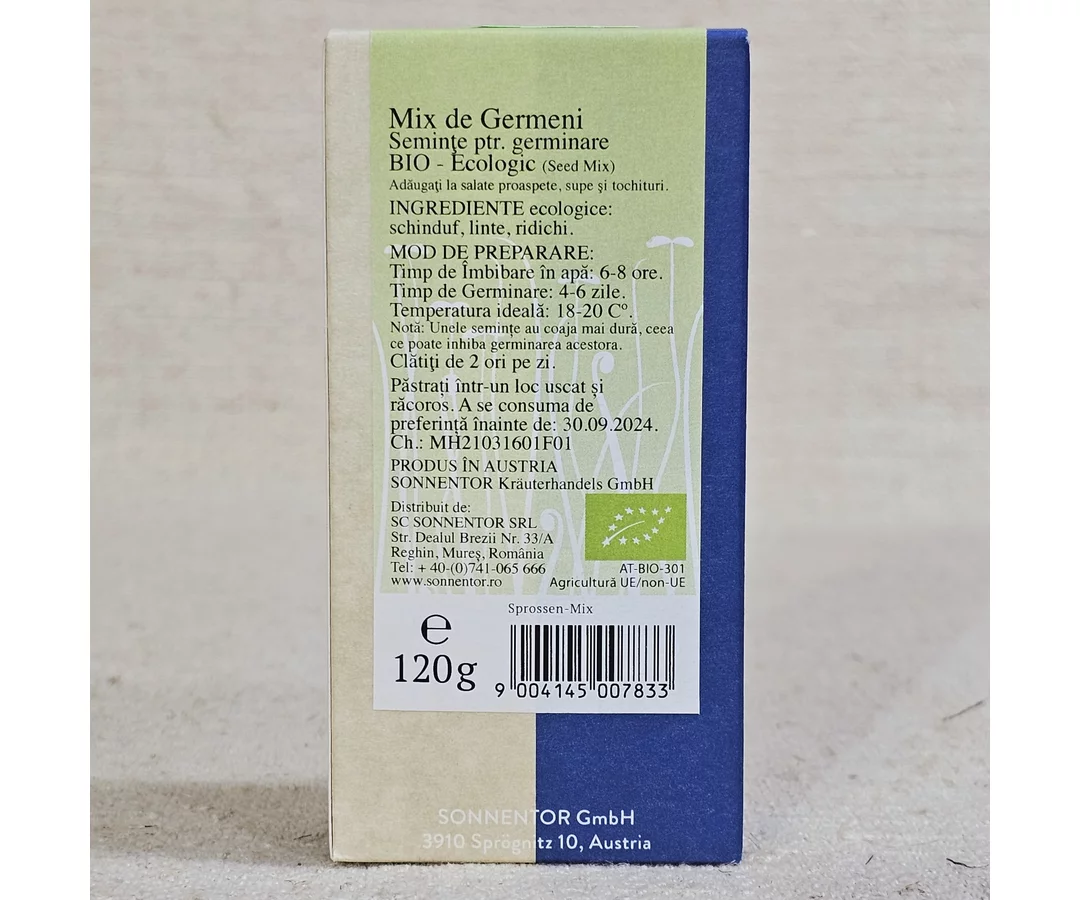 Mix de Germeni
Seminţe ptr. germinare
BIO - Ecologic (Seed Mix)
Adăugaţi la salate proaspete, supe şi tochituri.
INGREDIENTE ecologice:
schinduf, linte, ridichi.
MOD DE PREPARARE:
Timp de Îmbibare în apă: 6-8 ore.
Timp de Germinare: 4-6 zile.
Temperatura ideală: 18-20 Cº.
Notă: Unele seminţe au coaja mai dură, ceea
ce poate inhiba germinarea acestora.
Clătiţi de 2 ori pe zi.
Păstraţi într-un loc uscat şi
răcoros. A se consuma de
preferinţă înainte de: 30.09.2024.
Ch.: MH21031601F01
PRODUS ÎN AUSTRIA
SONNENTOR Kräuterhandels GmbH
Distribuit de:
SC SONNENTOR SRL
Str. Dealul Brezii Nr. 33/A
Reghin, Mureş, România
Tel: + 40-(0)741-065 666
www.sonnentor.ro
AT-BIO-301
Agricultură UE/non-UE
Sprossen-Mix
℮
120g
9 004145 007833
SONNENTOR GmbH
3910 Sprögnitz 10, Austria